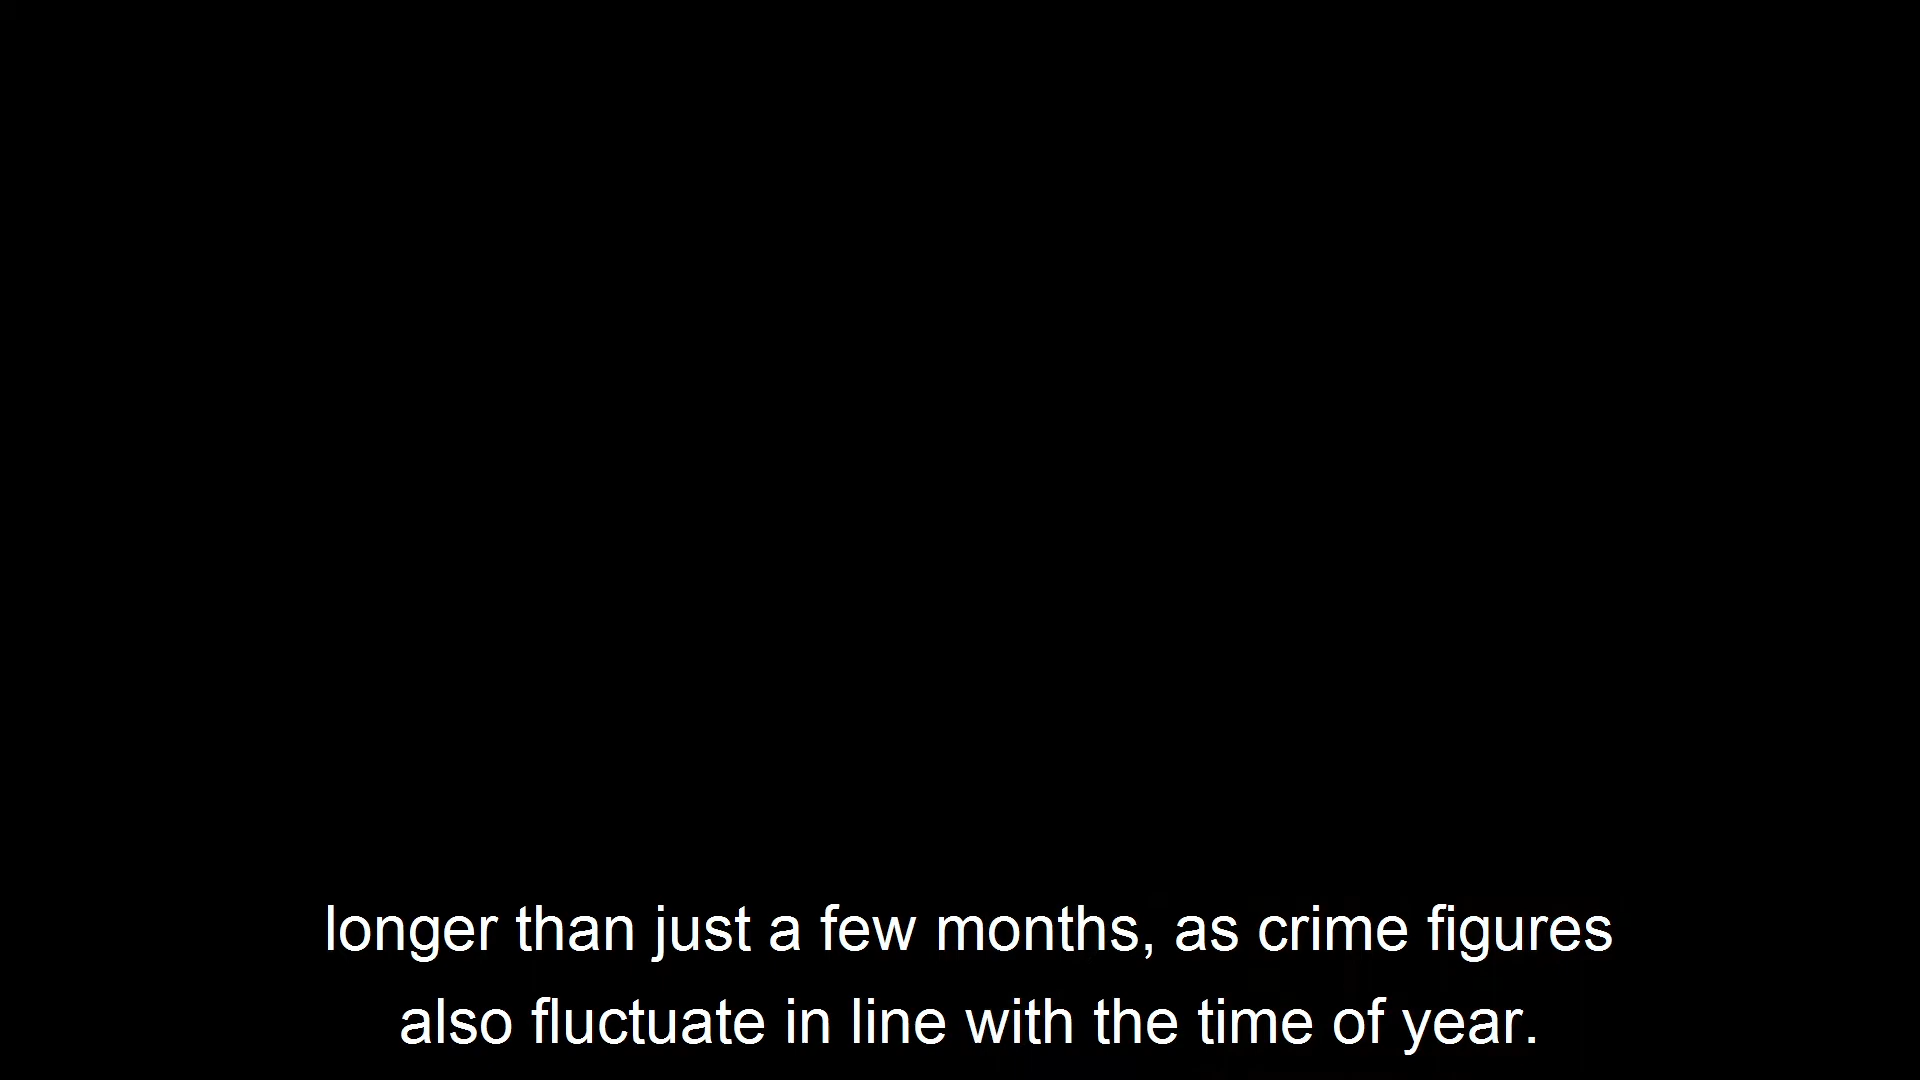 longer than just a few months, as crime figures
also fluctuate in line with the time of year.